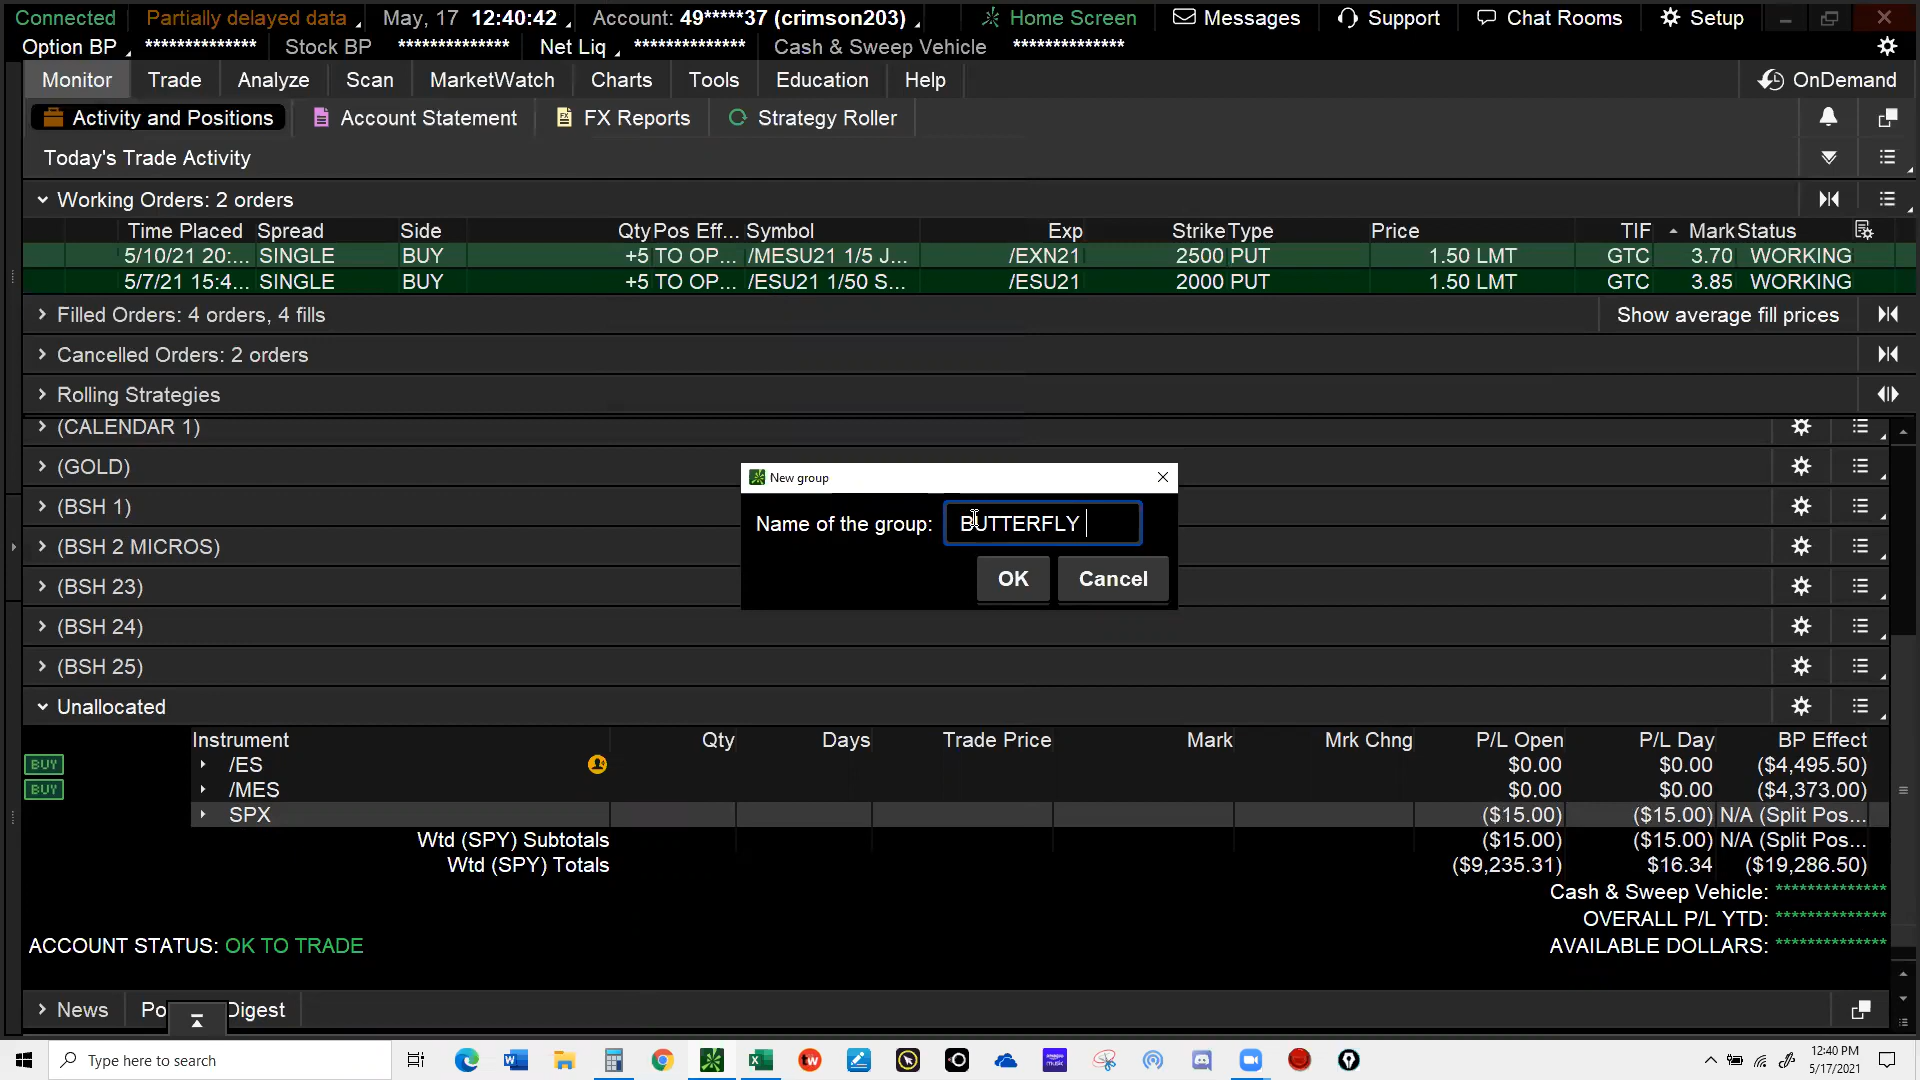 Connected Partially delayed data May, 17 12:40:42 Account: 49*****37 (crimson203) Home Screen Messages Support Chat Rooms Setup
Option BP ************** Stock BP ************** Net Liq ************** Cash & Sweep Vehicle **************
Monitor Trade Analyze Scan MarketWatch Charts Tools Education Help OnDemand
Activity and Positions Account Statement FX Reports Strategy Roller
Today's Trade Activity
Working Orders: 2 orders
Time Placed Spread Side Qty Pos Eff... Symbol Exp Strike Type Price TIF Mark Status
5/10/21 20:... SINGLE BUY +5 TO OP... /MESU21 1/5 J... /EXN21 2500 PUT 1.50 LMT GTC 3.70 WORKING
5/7/21 15:4... SINGLE BUY +5 TO OP... /ESU21 1/50 S... /ESU21 2000 PUT 1.50 LMT GTC 3.85 WORKING
Filled Orders: 4 orders, 4 fills Show average fill prices
Cancelled Orders: 2 orders
Rolling Strategies
(CALENDAR 1)
(GOLD)
(BSH 1)
(BSH 2 MICROS)
(BSH 23)
(BSH 24)
(BSH 25)
New group
Name of the group: BUTTERFLY
OK Cancel
Unallocated
Instrument Qty Days Trade Price Mark Mrk Chng P/L Open P/L Day BP Effect
BUY /ES $0.00 $0.00 ($4,495.50)
BUY /MES $0.00 $0.00 ($4,373.00)
SPX ($15.00) ($15.00) N/A (Split Pos...
Wtd (SPY) Subtotals ($15.00) ($15.00) N/A (Split Pos...
Wtd (SPY) Totals ($9,235.31) $16.34 ($19,286.50)
Cash & Sweep Vehicle: **************
OVERALL P/L YTD: **************
ACCOUNT STATUS: OK TO TRADE AVAILABLE DOLLARS: **************
News Po Digest
Type here to search
12:40 PM
5/17/2021